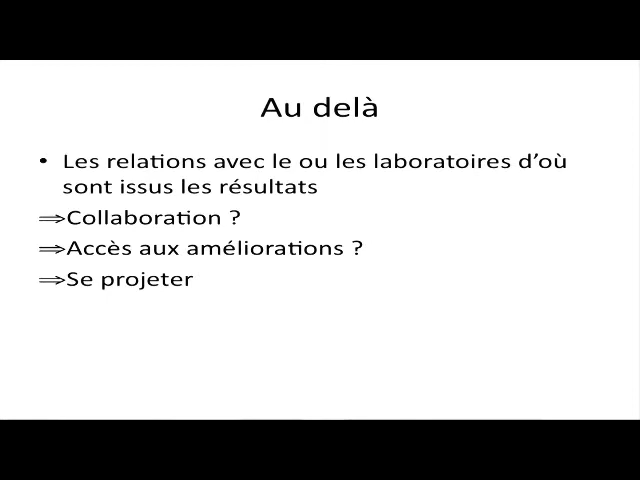 Au delà
• Les relations avec le ou les laboratoires d'où
sont issus les résultats
⇒Collaboration ?
⇒Accès aux améliorations ?
⇒Se projeter